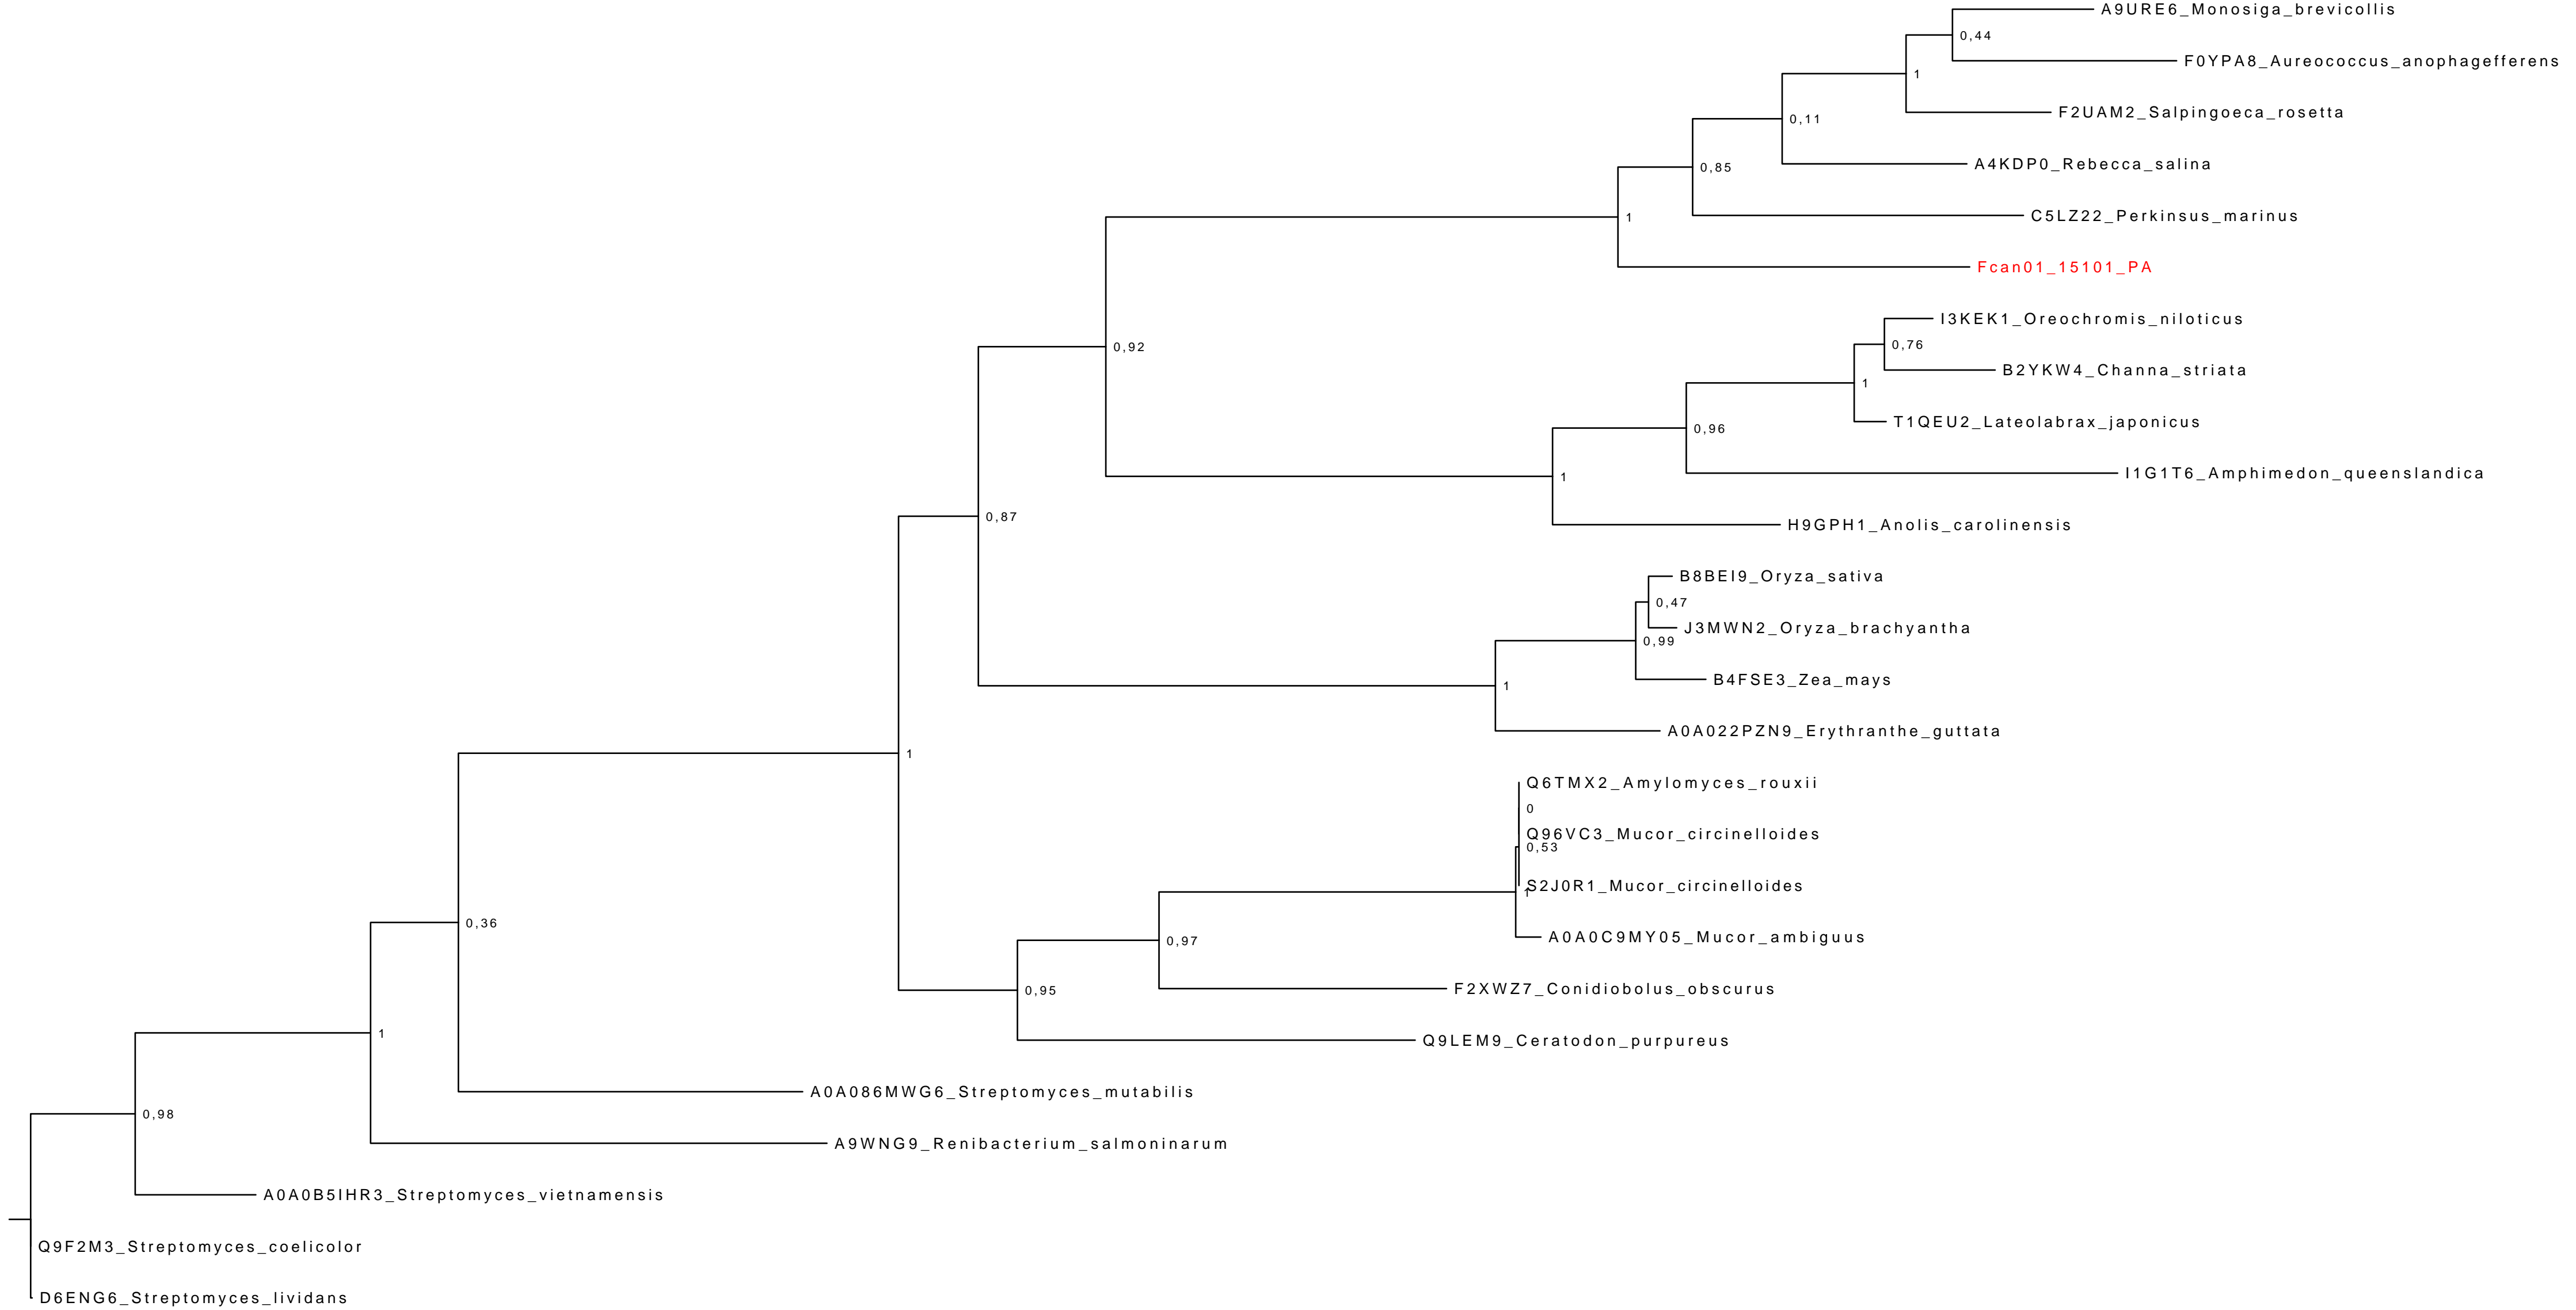 A9URE6_Monosiga_brevicollis
0,44
F0YPA8_Aureococcus_anophagefferens
1
F2UAM2_Salpingoeca_rosetta
0,11
A4KDP0_Rebecca_salina
0,85
C5LZ22_Perkinsus_marinus
1
Fcan01_15101_PA
I3KEK1_Oreochromis_niloticus
0,76
0,92
B2YKW4_Channa_striata
1
T1QEU2_Lateolabrax_japonicus
0,96
I1G1T6_Amphimedon_queenslandica
1
0,87
H9GPH1_Anolis_carolinensis
B8BEI9_Oryza_sativa
0,47
J3MWN2_Oryza_brachyantha
0,99
B4FSE3_Zea_mays
1
A0A022PZN9_Erythranthe_guttata
1
Q6TMX2_Amylomyces_rouxii
0
Q96VC3_Mucor_circinelloides
0,53
S2J0R1_Mucor_circinelloides
1
0,36
A0A0C9MY05_Mucor_ambiguus
0,97
F2XWZ7_Conidiobolus_obscurus
0,95
1
Q9LEM9_Ceratodon_purpureus
A0A086MWG6_Streptomyces_mutabilis
0,98
A9WNG9_Renibacterium_salmoninarum
A0A0B5IHR3_Streptomyces_vietnamensis
Q9F2M3_Streptomyces_coelicolor
D6ENG6_Streptomyces_lividans